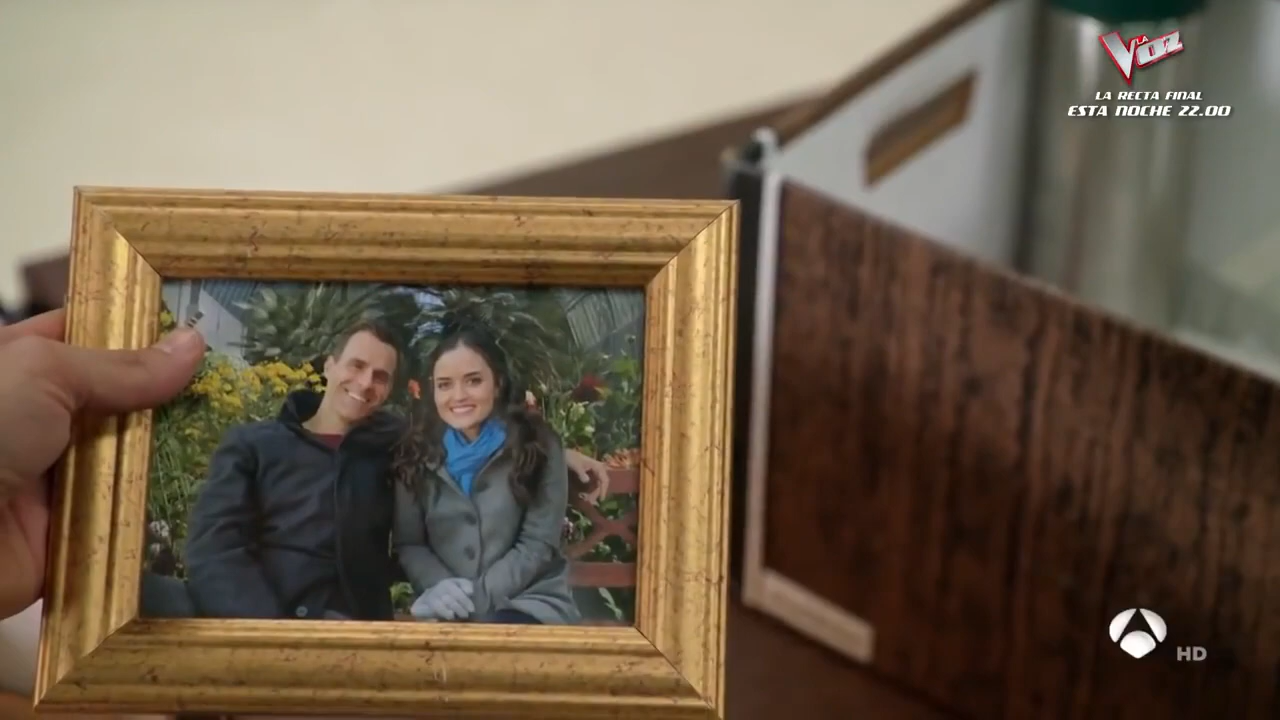 LA VOZ
LA RECTA FINAL
ESTA NOCHE 22.00
HD